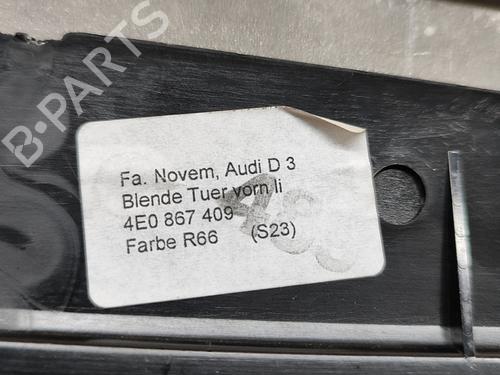 B-PARTS
Fa. Novem, Audi D 3
Blende Tuer vorn li
4E0 867 409
Farbe R66 (S23)